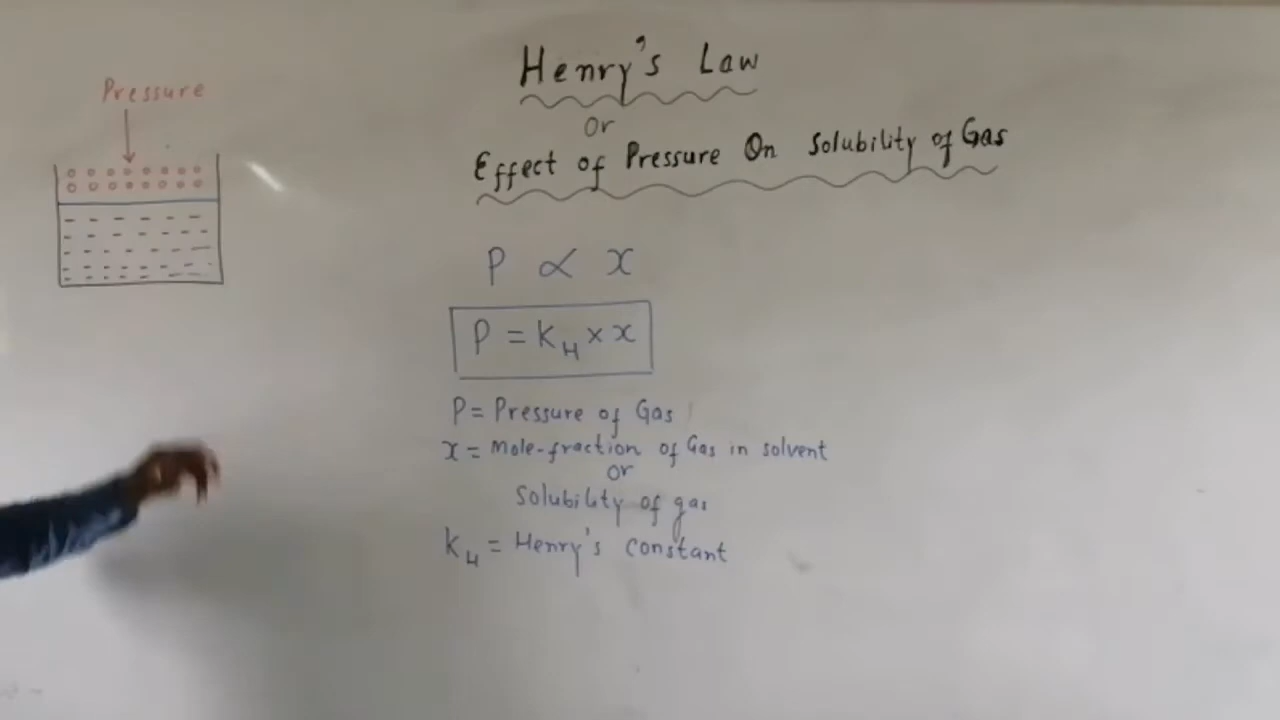 Pressure
Henry's Law
Or
Effect of Pressure On Solubility of Gas
P ∝ x
P = K_H × x
P = Pressure of Gas
x = Mole-fraction of Gas in solvent
or
Solubility of gas
K_H = Henry's constant